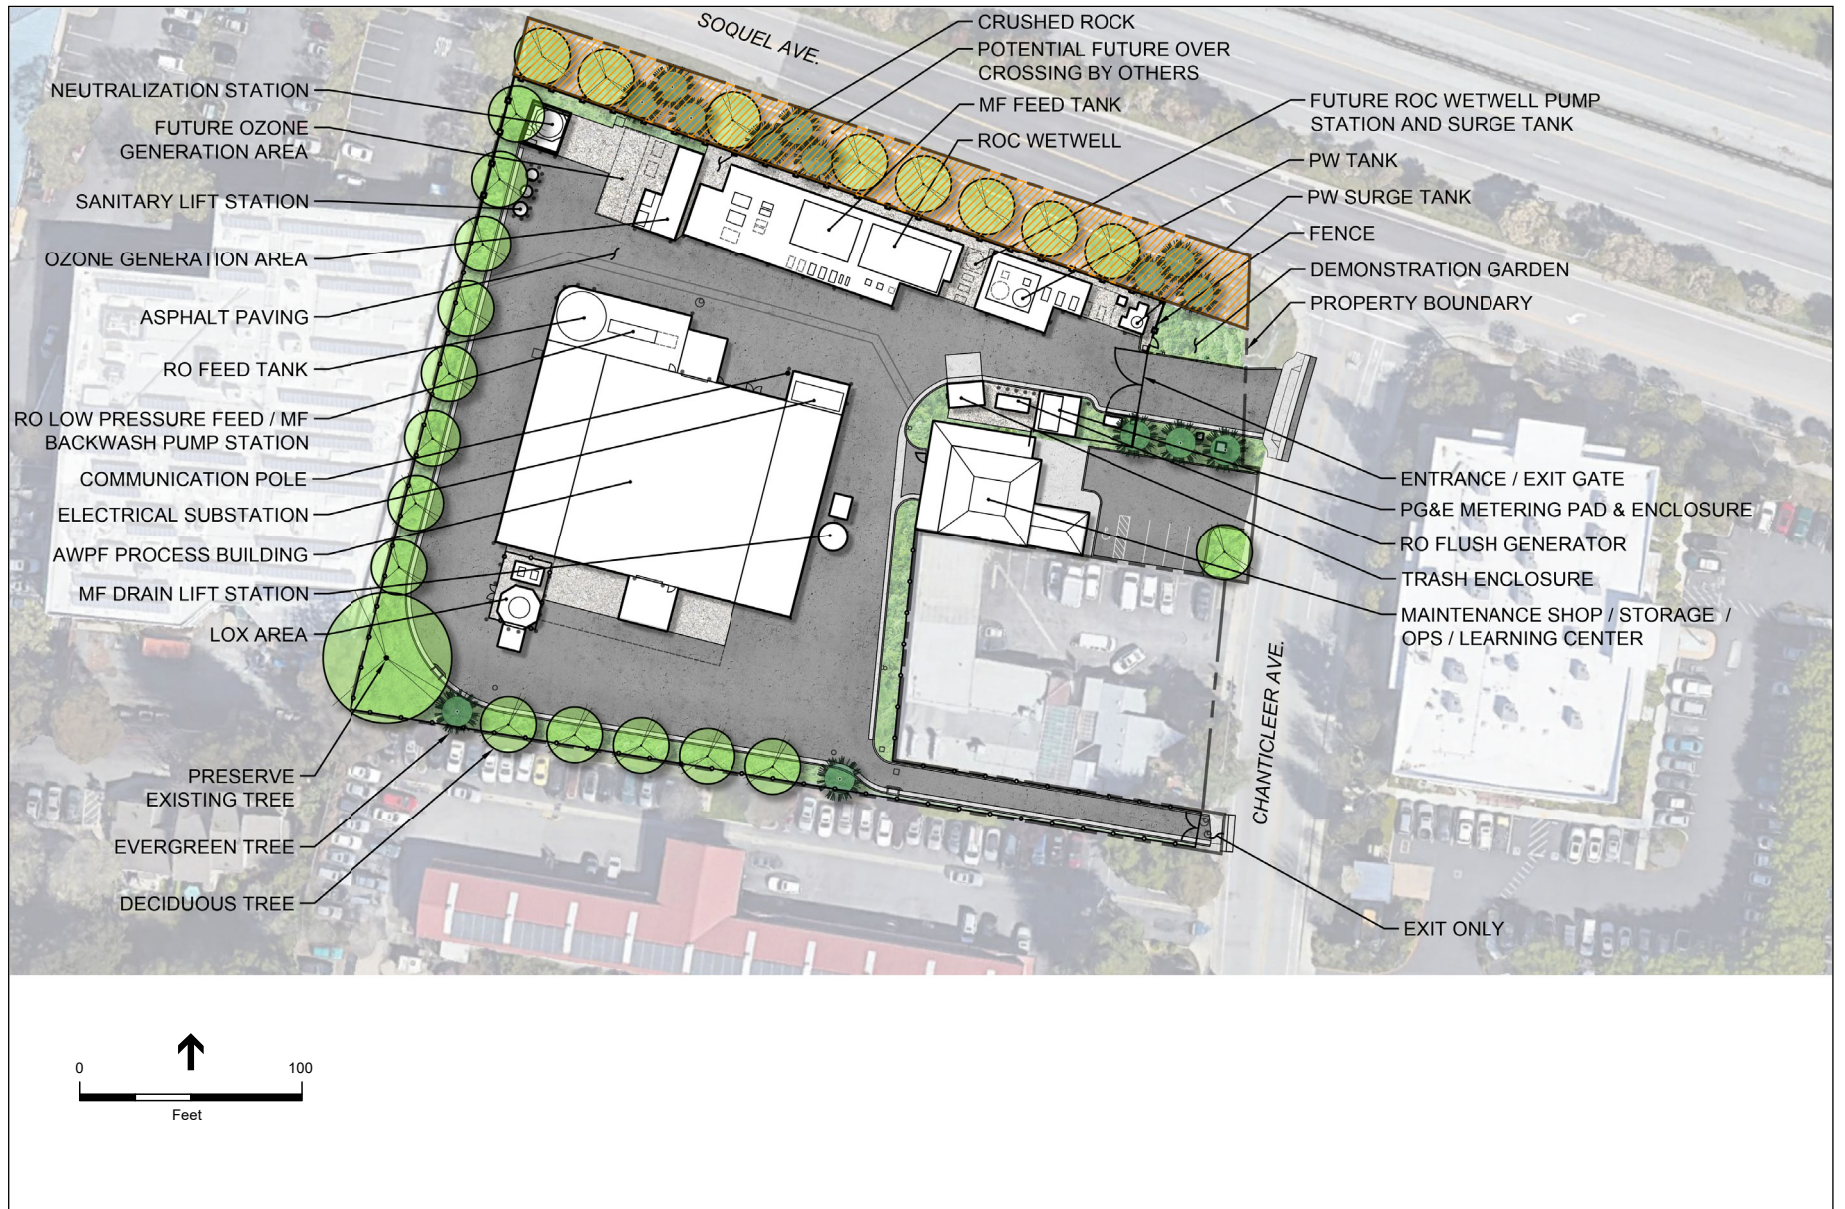 SOQUEL AVE.
CRUSHED ROCK
POTENTIAL FUTURE OVER
CROSSING BY OTHERS
MF FEED TANK
ROC WETWELL
FUTURE ROC WETWELL PUMP
STATION AND SURGE TANK
PW TANK
PW SURGE TANK
FENCE
DEMONSTRATION GARDEN
PROPERTY BOUNDARY
NEUTRALIZATION STATION
FUTURE OZONE
GENERATION AREA
SANITARY LIFT STATION
OZONE GENERATION AREA
ASPHALT PAVING
RO FEED TANK
RO LOW PRESSURE FEED / MF
BACKWASH PUMP STATION
COMMUNICATION POLE
ELECTRICAL SUBSTATION
AWPF PROCESS BUILDING
MF DRAIN LIFT STATION
LOX AREA
PRESERVE
EXISTING TREE
EVERGREEN TREE
DECIDUOUS TREE
ENTRANCE / EXIT GATE
PG&E METERING PAD & ENCLOSURE
RO FLUSH GENERATOR
TRASH ENCLOSURE
MAINTENANCE SHOP / STORAGE /
OPS / LEARNING CENTER
CHANTICLEER AVE.
EXIT ONLY
0
100
Feet